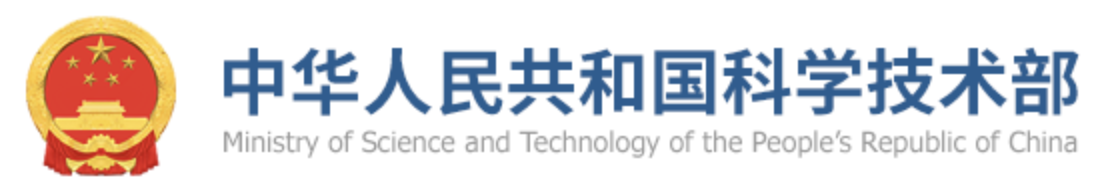 中华人民共和国科学技术部
Ministry of Science and Technology of the People's Republic of China